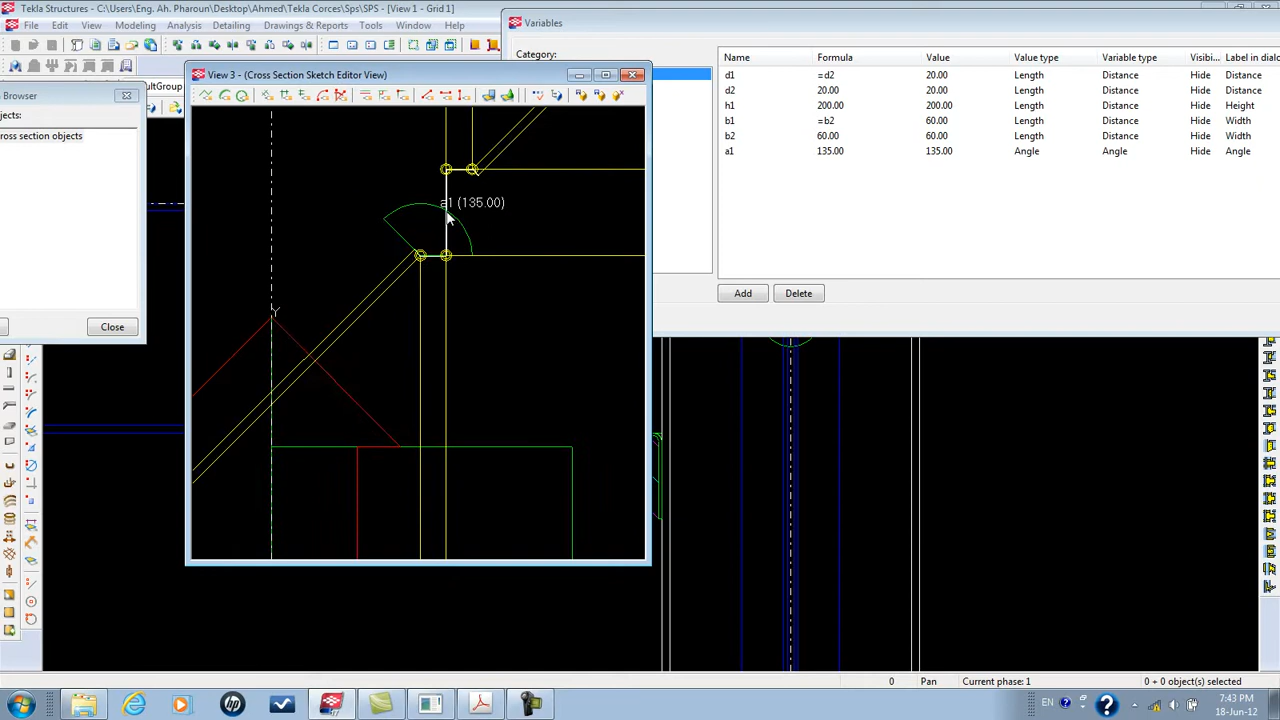 Tekla Structures - C:\Users\Eng. Ah. Pharoun\Desktop\Ahmed\Tekla Corces\Sps\SPS - [View 1 - Grid 1]
File Edit View Modeling Analysis Detailing Drawings & Reports Tools Window Help
Variables
Category:
Name Formula Value Value type Variable type Visibi... Label in dialo
d1 =d2 20.00 Length Distance Hide Distance
d2 20.00 20.00 Length Distance Hide Distance
h1 200.00 200.00 Length Distance Hide Height
b1 =b2 60.00 Length Distance Hide Width
b2 60.00 60.00 Length Distance Hide Width
a1 135.00 135.00 Angle Angle Hide Angle
Add Delete
View 3 - (Cross Section Sketch Editor View)
aultGroup
Browser
jects:
ross section objects
Close
a1 (135.00)
Y
0 Pan Current phase: 1 0 + 0 object(s) selected
EN
7:43 PM
18-Jun-12